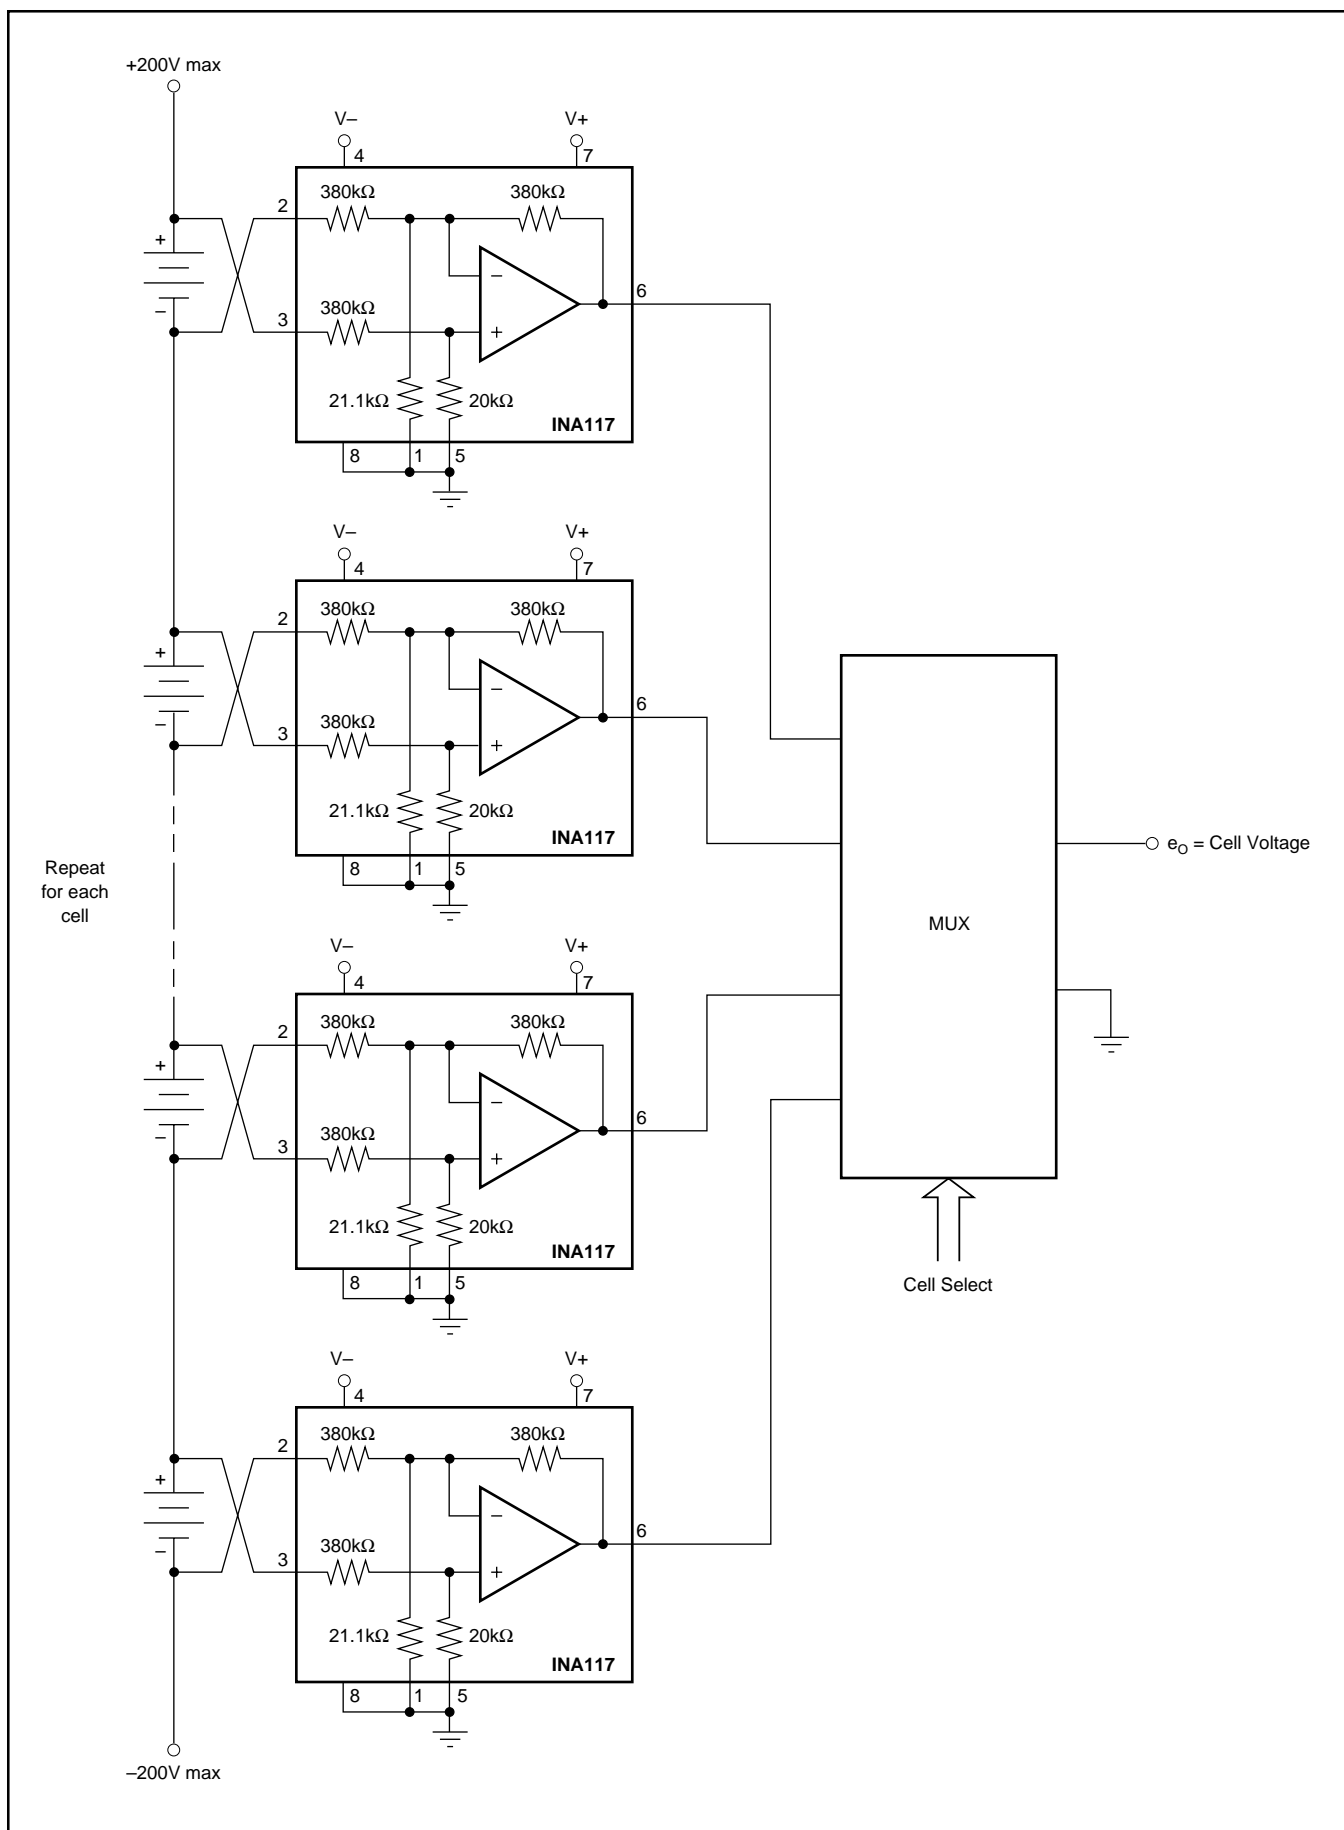 +200V max
V–
V+
4
7
380kΩ
380kΩ
2
+
–
–
6
380kΩ
3
+
21.1kΩ
20kΩ
INA117
8
1
5
V–
V+
4
7
380kΩ
380kΩ
2
+
–
–
6
380kΩ
3
+
21.1kΩ
20kΩ
INA117
8
1
5
Repeat
for each
cell
V–
V+
4
7
380kΩ
380kΩ
2
+
–
–
6
380kΩ
3
+
21.1kΩ
20kΩ
INA117
8
1
5
V–
V+
4
7
380kΩ
380kΩ
2
+
–
–
6
380kΩ
3
+
21.1kΩ
20kΩ
INA117
8
1
5
–200V max
MUX
eO = Cell Voltage
Cell Select